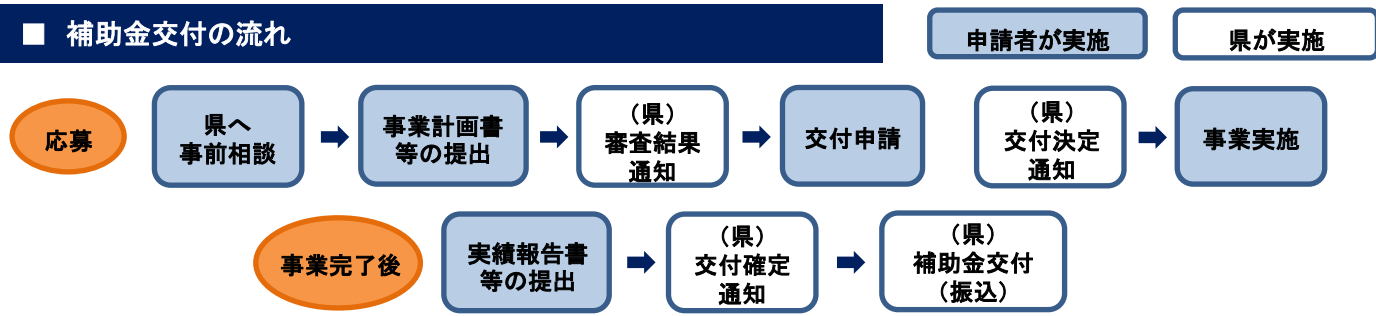 ■ 補助金交付の流れ
申請者が実施
県が実施
応募
県へ
事前相談
事業計画書
等の提出
（県）
審査結果
通知
交付申請
（県）
交付決定
通知
事業実施
事業完了後
実績報告書
等の提出
（県）
交付確定
通知
（県）
補助金交付
（振込）